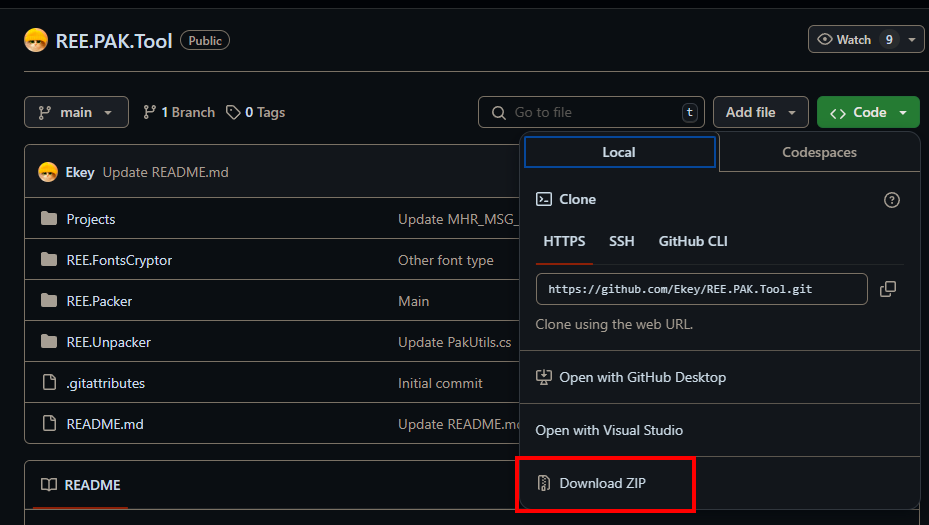 REE.PAK.Tool Public
Watch 9
main 1 Branch 0 Tags
Go to file t
Add file
Code
Local Codespaces
Ekey Update README.md
Clone
Projects Update MHR_MSG_
HTTPS SSH GitHub CLI
REE.FontsCryptor Other font type
https://github.com/Ekey/REE.PAK.Tool.git
REE.Packer Main
Clone using the web URL.
REE.Unpacker Update PakUtils.cs
Open with GitHub Desktop
.gitattributes Initial commit
README.md Update README.md
Open with Visual Studio
README
Download ZIP